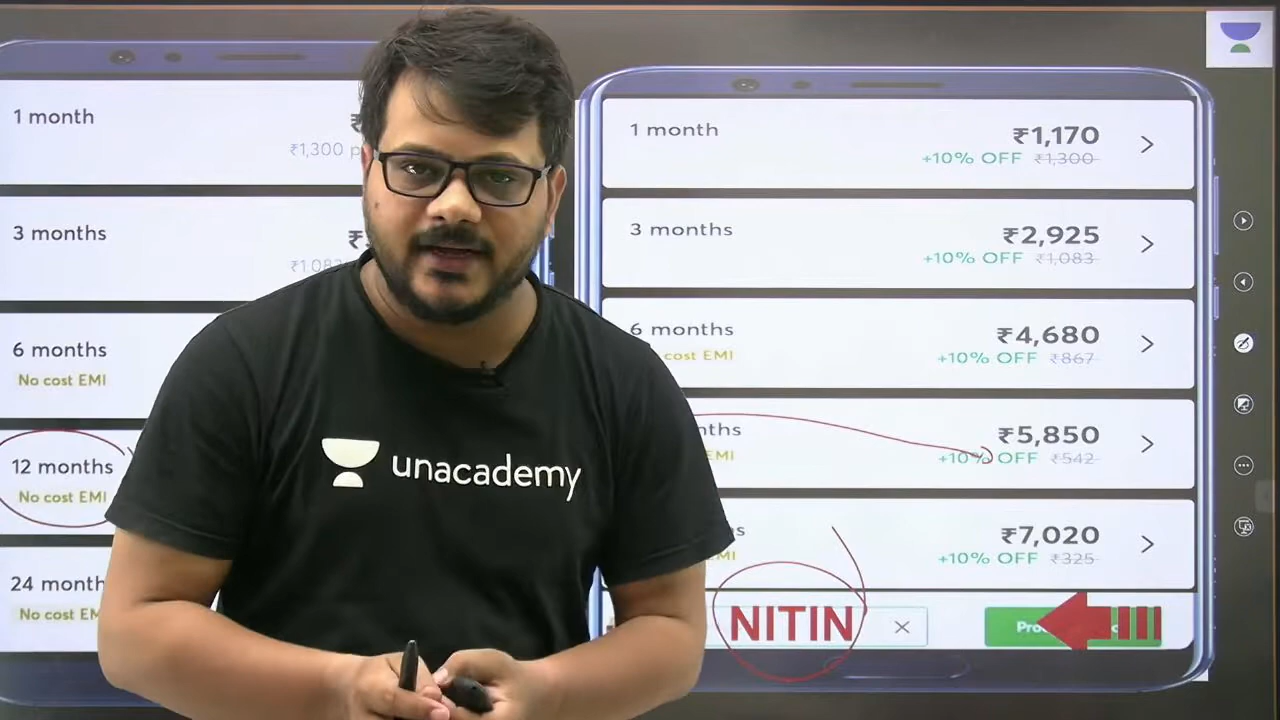 1 month
₹
₹1,300
3 months
₹
₹1,083
6 months
No cost EMI
12 months
No cost EMI
24 month
No cost EM
unacademy
1 month
₹1,170
+10% OFF ₹1,300
3 months
₹2,925
+10% OFF ₹1,083
6 months
cost EMI
₹4,680
+10% OFF ₹867
nths
EMI
₹5,850
+10% OFF ₹542
s
EMI
₹7,020
+10% OFF ₹325
NITIN
Pro